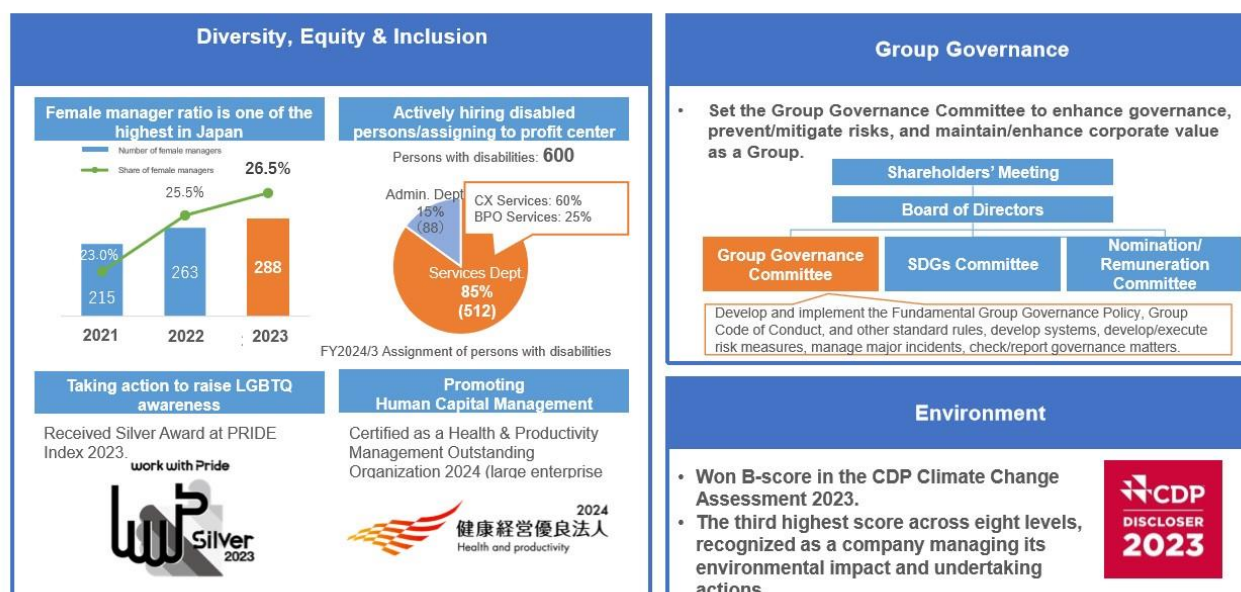 Diversity, Equity & Inclusion
Female manager ratio is one of the
highest in Japan
Number of female managers
Share of female managers
23.0%
25.5%
26.5%
215
263
288
2021
2022
2023
Actively hiring disabled
persons/assigning to profit center
Persons with disabilities: 600
Admin. Dept
15%
(88)
CX Services: 60%
BPO Services: 25%
Services Dept.
85%
(512)
FY2024/3 Assignment of persons with disabilities
Taking action to raise LGBTQ
awareness
Received Silver Award at PRIDE
Index 2023.
work with Pride
wwP
Silver
2023
Promoting
Human Capital Management
Certified as a Health & Productivity
Management Outstanding
Organization 2024 (large enterprise
2024
健康経営優良法人
Health and productivity
Group Governance
• Set the Group Governance Committee to enhance governance,
prevent/mitigate risks, and maintain/enhance corporate value
as a Group.
Shareholders’ Meeting
Board of Directors
Group Governance
Committee
SDGs Committee
Nomination/
Remuneration
Committee
Develop and implement the Fundamental Group Governance Policy, Group
Code of Conduct, and other standard rules, develop systems, develop/execute
risk measures, manage major incidents, check/report governance matters.
Environment
• Won B-score in the CDP Climate Change
Assessment 2023.
• The third highest score across eight levels,
recognized as a company managing its
environmental impact and undertaking
actions
CDP
DISCLOSER
2023